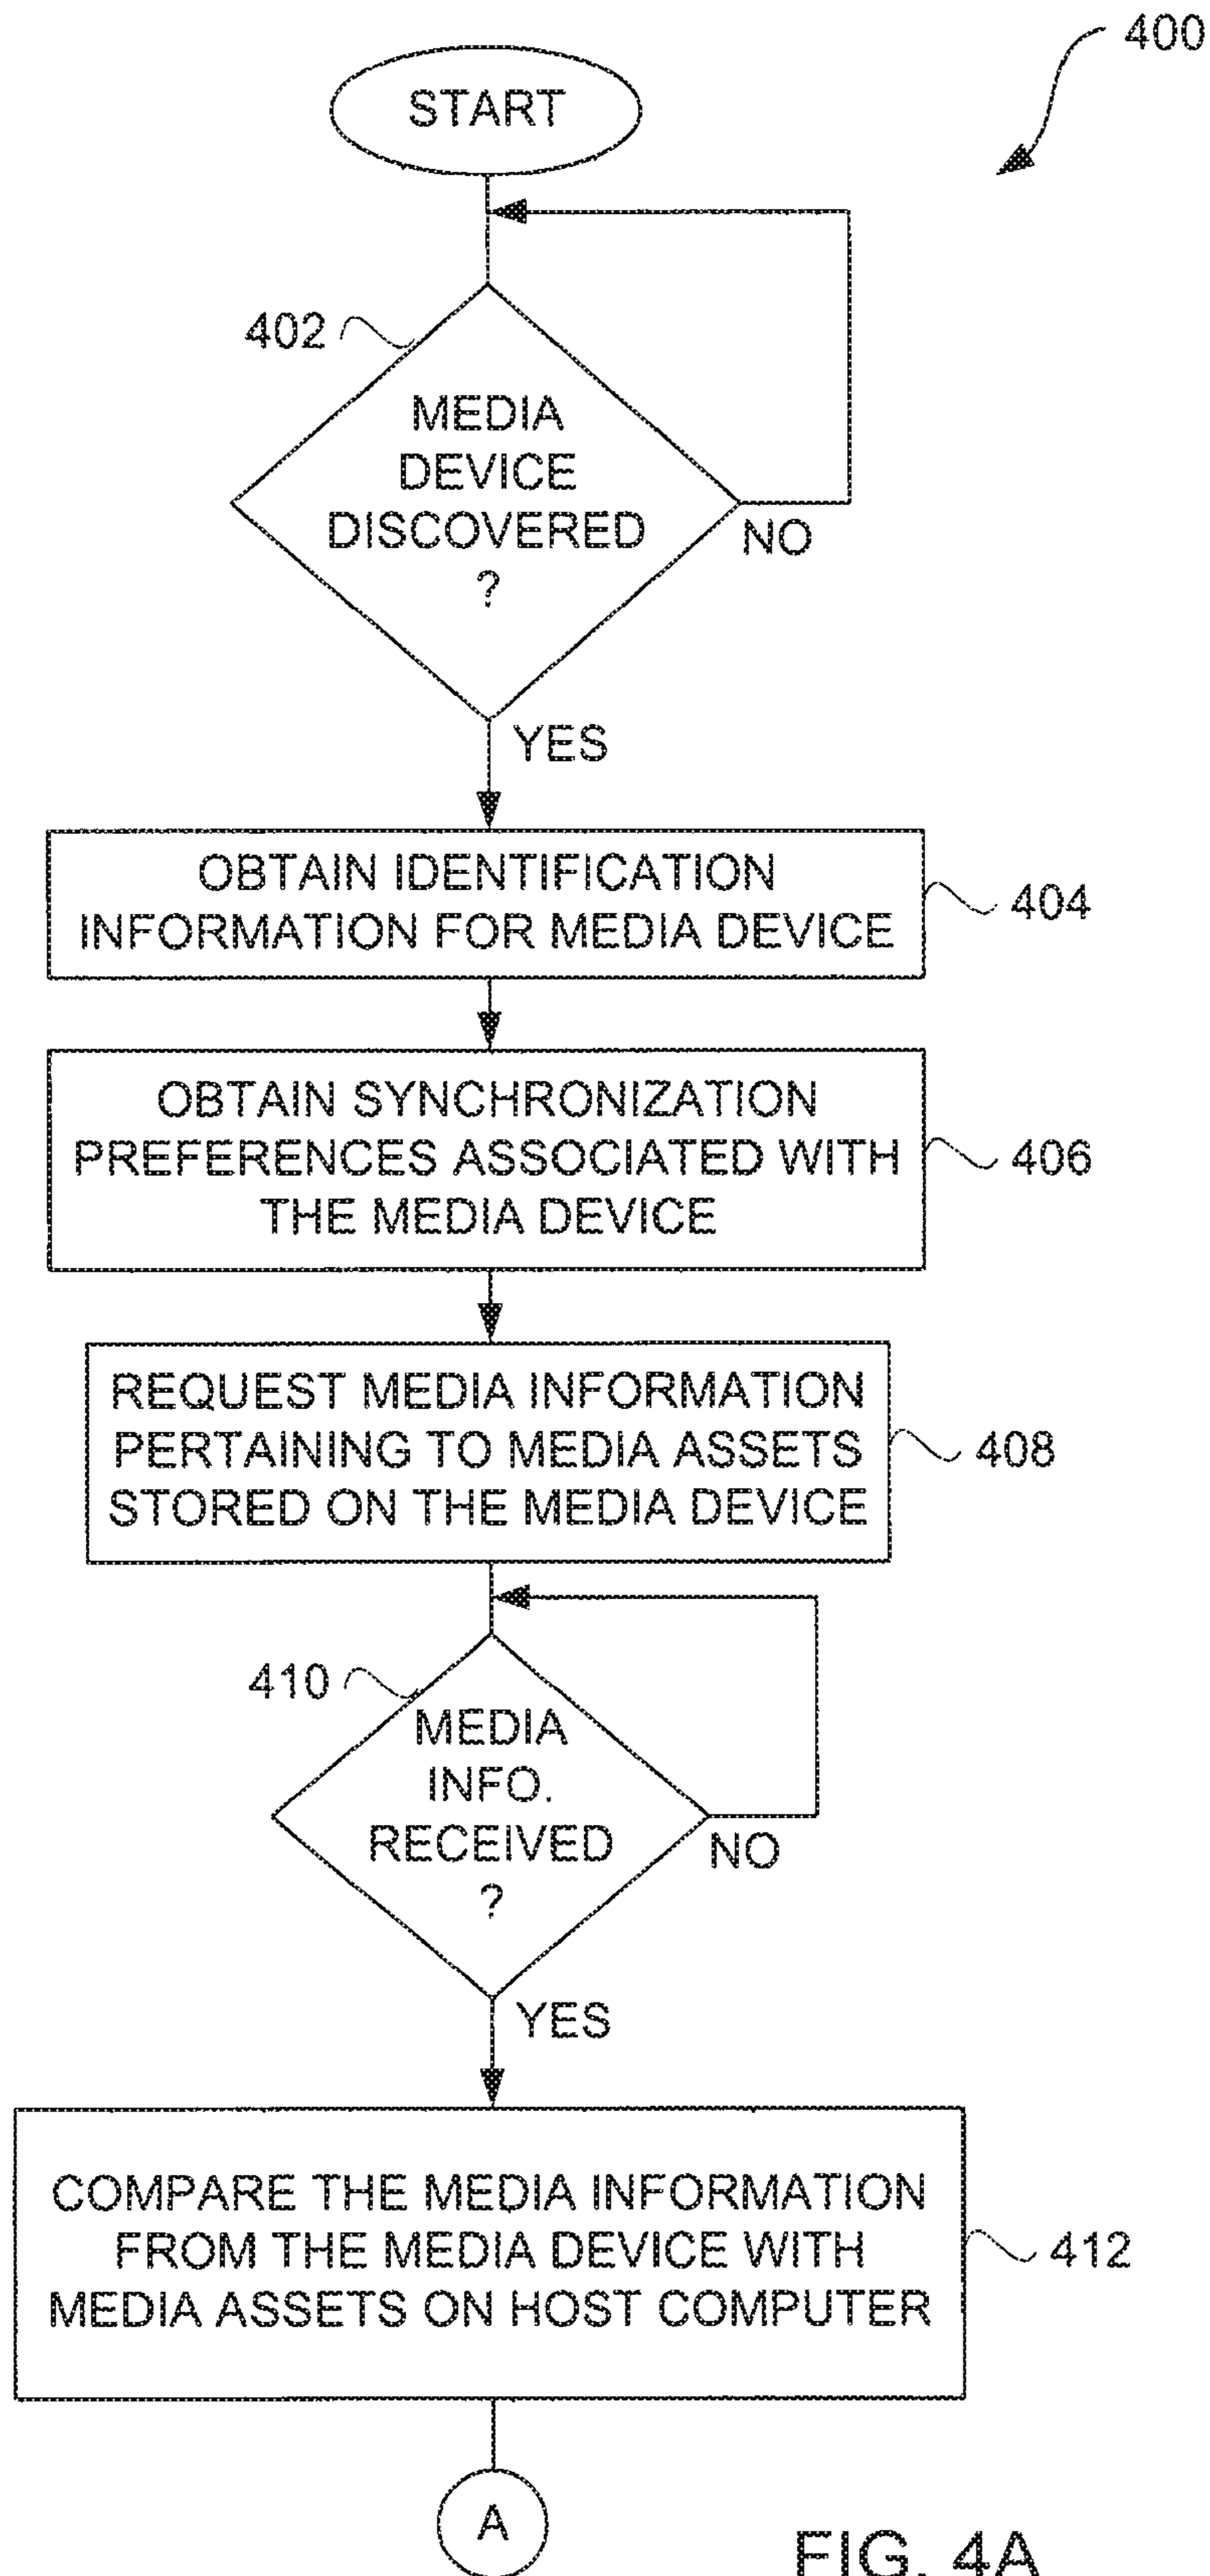 400
START
402
MEDIA
DEVICE
DISCOVERED
?
NO
YES
OBTAIN IDENTIFICATION
INFORMATION FOR MEDIA DEVICE
404
OBTAIN SYNCHRONIZATION
PREFERENCES ASSOCIATED WITH
THE MEDIA DEVICE
406
REQUEST MEDIA INFORMATION
PERTAINING TO MEDIA ASSETS
STORED ON THE MEDIA DEVICE
408
410
MEDIA
INFO.
RECEIVED
?
NO
YES
COMPARE THE MEDIA INFORMATION
FROM THE MEDIA DEVICE WITH
MEDIA ASSETS ON HOST COMPUTER
412
A
FIG. 4A